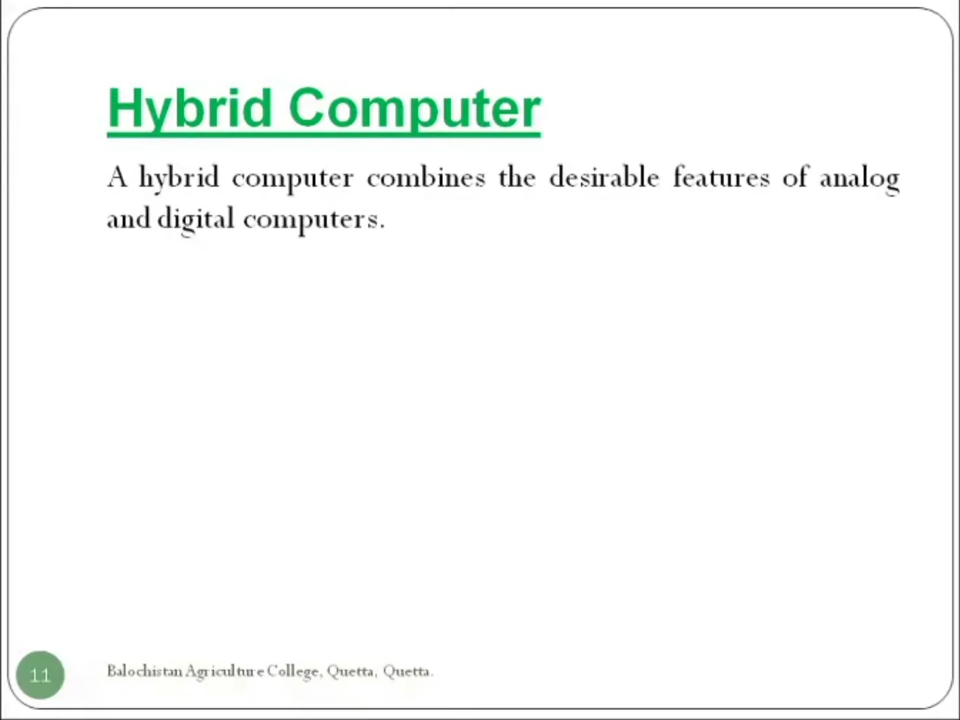 Hybrid Computer
A hybrid computer combines the desirable features of analog
and digital computers.
11
Balochistan Agriculture College, Quetta, Quetta.